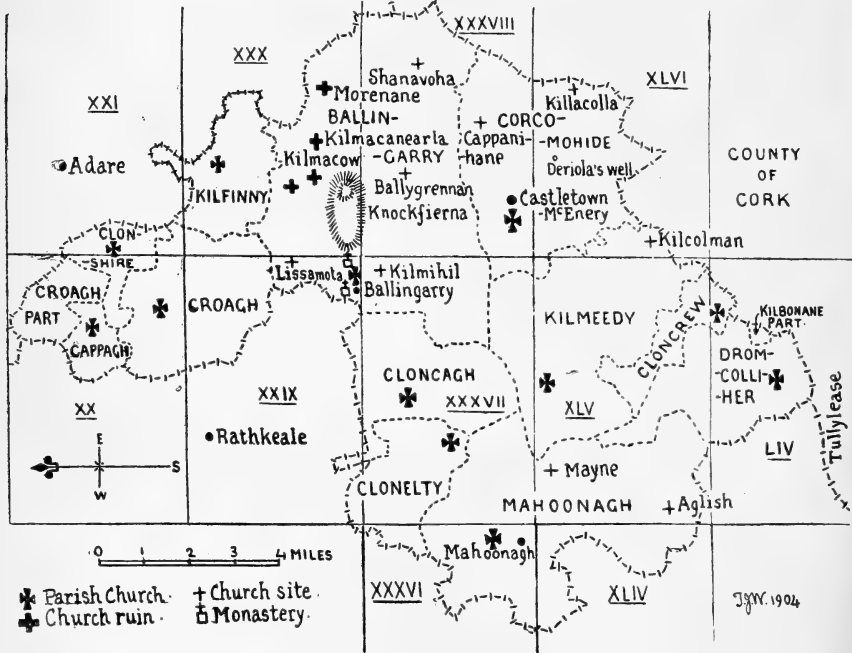 XXXVIII
XXX
XLVI
XXI
Shanavoha
Morenane
Killacolla
BALLIN-
-GARRY
CORCO-
-MOHIDE
Kilmacanearla
Cappani-
-hane
Deriola's well
COUNTY
OF
CORK
Adare
Kilmacow
KILFINNY
Ballygrennan
Knockfierna
Castletown
-McEnery
CLON-
SHIRE
Kilcolman
Lissamota
Kilmihil
Ballingarry
CROAGH
PART
CROAGH
KILMEEDY
CLONCREW
KILBONANE
PART.
CAPPAGH
DROM-
-COLLI-
-HER
CLONCAGH
XX
XXIX
XXXVII
XLV
Tullylease
Rathkeale
LIV
E
S
W
CLONELTY
Mayne
MAHOONAGH
Aglish
Mahoonagh
0 1 2 3 4 MILES
XXXVI
XLIV
Parish Church.
Church ruin.
Church site.
Monastery.
TJW. 1904